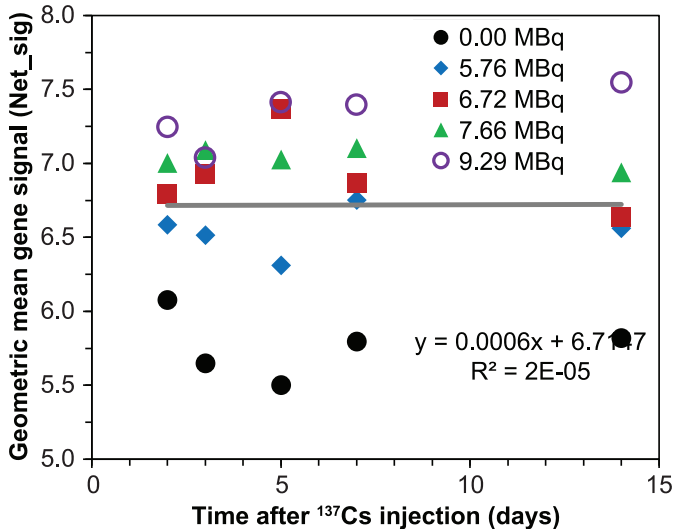 Geometric mean gene signal (Net_sig)
8.0
7.5
7.0
6.5
6.0
5.5
5.0
0.00 MBq
5.76 MBq
6.72 MBq
7.66 MBq
9.29 MBq
y = 0.0006x + 6.7147
R² = 2E-05
0 5 10 15
Time after ¹³⁷Cs injection (days)